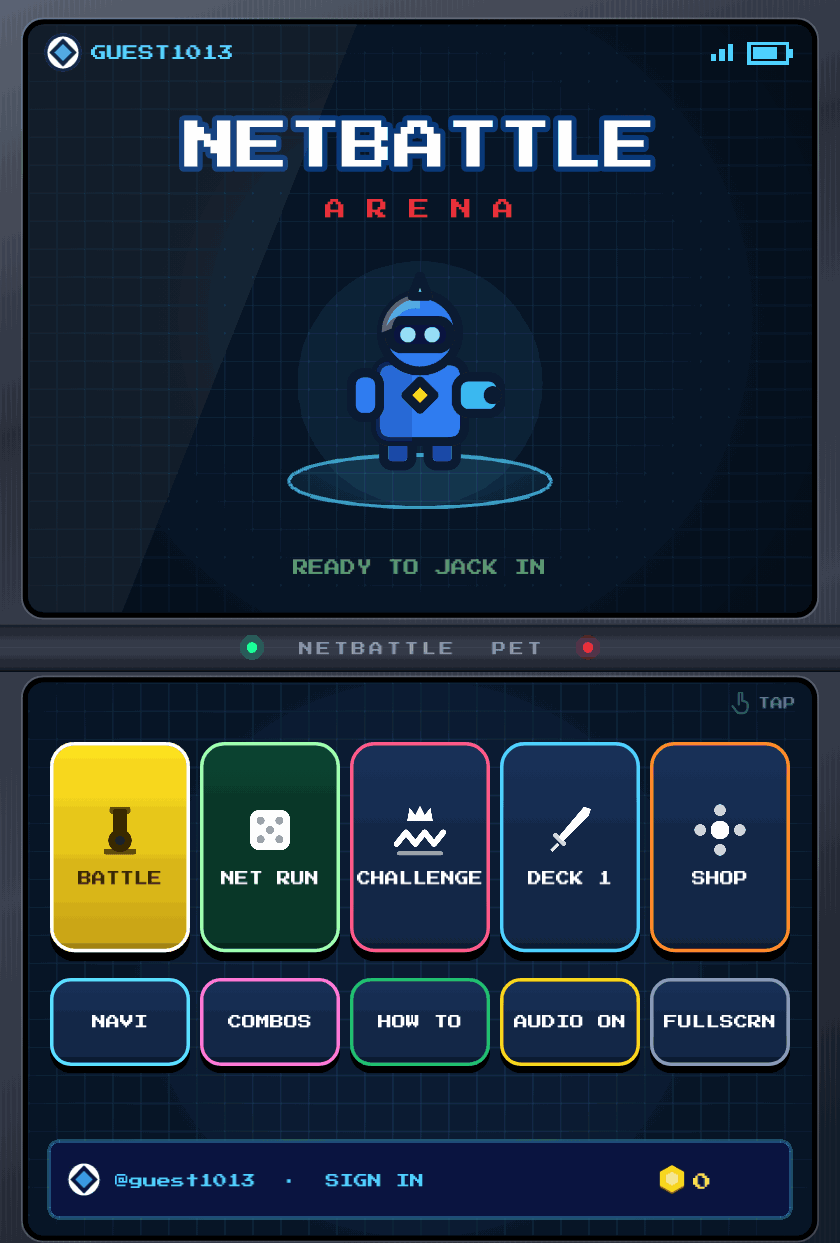 GUEST1013
NETBATTLE
ARENA
READY TO JACK IN
NETBATTLE PET
TAP
BATTLE
NET RUN
CHALLENGE
DECK 1
SHOP
NAVI
COMBOS
HOW TO
AUDIO ON
FULLSCRN
@guest1013 · SIGN IN
0